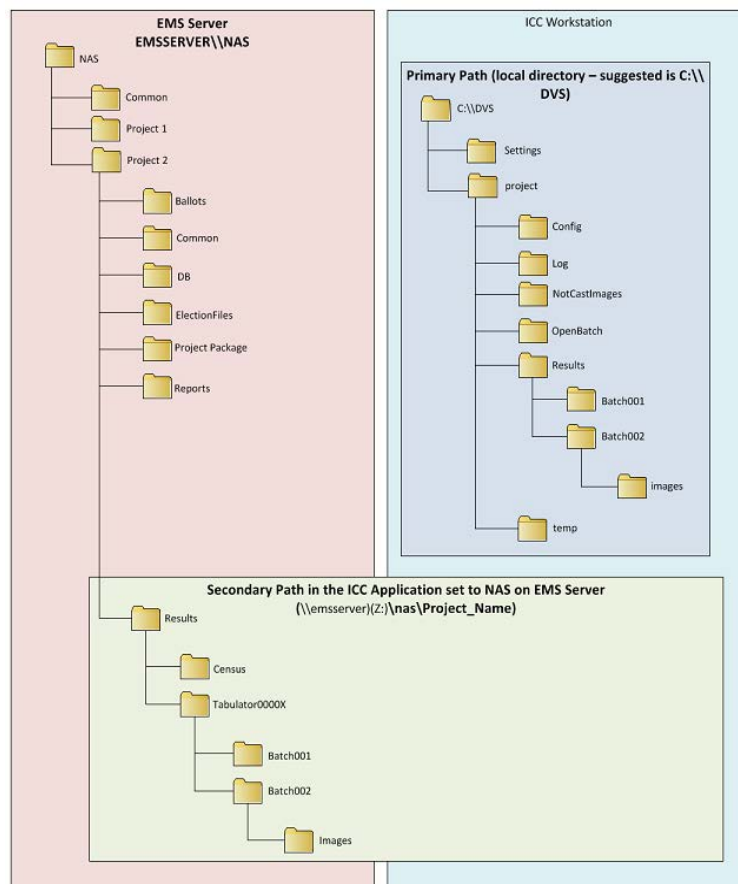 EMS Server
EMSSERVER\\NAS
NAS
Common
Project 1
Project 2
Ballots
Common
DB
ElectionFiles
Project Package
Reports
ICC Workstation
Primary Path (local directory – suggested is C:\\
DVS)
C:\\DVS
Settings
project
Config
Log
NotCastImages
OpenBatch
Results
Batch001
Batch002
images
temp
Secondary Path in the ICC Application set to NAS on EMS Server
(\\emsserver)(Z:)\nas\Project_Name)
Results
Census
Tabulator0000X
Batch001
Batch002
Images